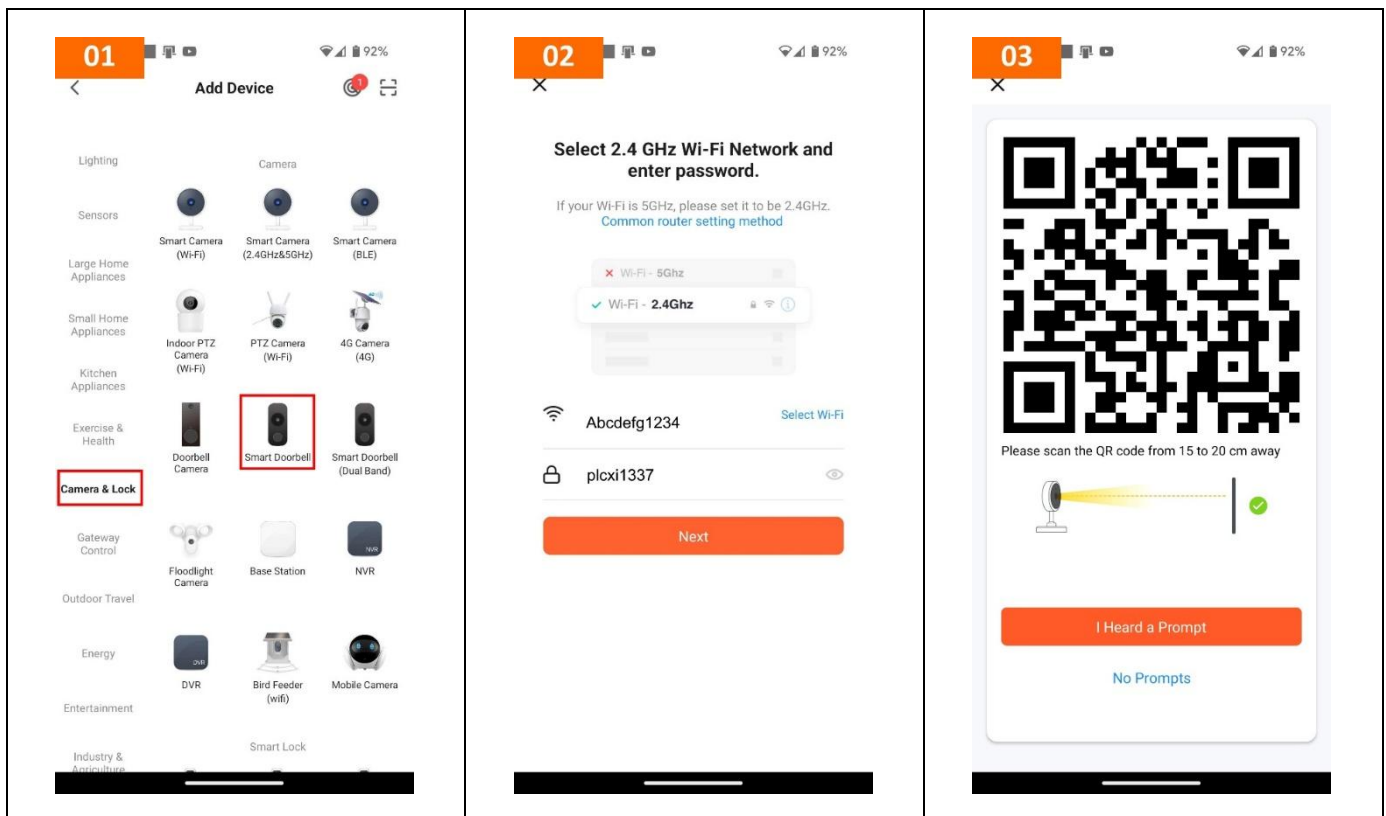 01
92%
Add Device
1
Lighting
Sensors
Large Home
Appliances
Small Home
Appliances
Kitchen
Appliances
Exercise &
Health
Camera & Lock
Gateway
Control
Outdoor Travel
Energy
Entertainment
Industry &
Agriculture
Camera
Smart Camera
(Wi-Fi)
Smart Camera
(2.4GHz&5GHz)
Smart Camera
(BLE)
Indoor PTZ
Camera
(Wi-Fi)
PTZ Camera
(Wi-Fi)
4G Camera
(4G)
Doorbell
Camera
Smart Doorbell
Smart Doorbell
(Dual Band)
Floodlight
Camera
Base Station
NVR
NVR
DVR
DVR
Bird Feeder
(wifi)
Mobile Camera
Smart Lock
02
92%
Select 2.4 GHz Wi-Fi Network and
enter password.
If your Wi-Fi is 5GHz, please set it to be 2.4GHz.
Common router setting method
Wi-Fi - 5Ghz
Wi-Fi - 2.4Ghz
Abcdefg1234
Select Wi-Fi
plcxi1337
Next
03
92%
Please scan the QR code from 15 to 20 cm away
I Heard a Prompt
No Prompts